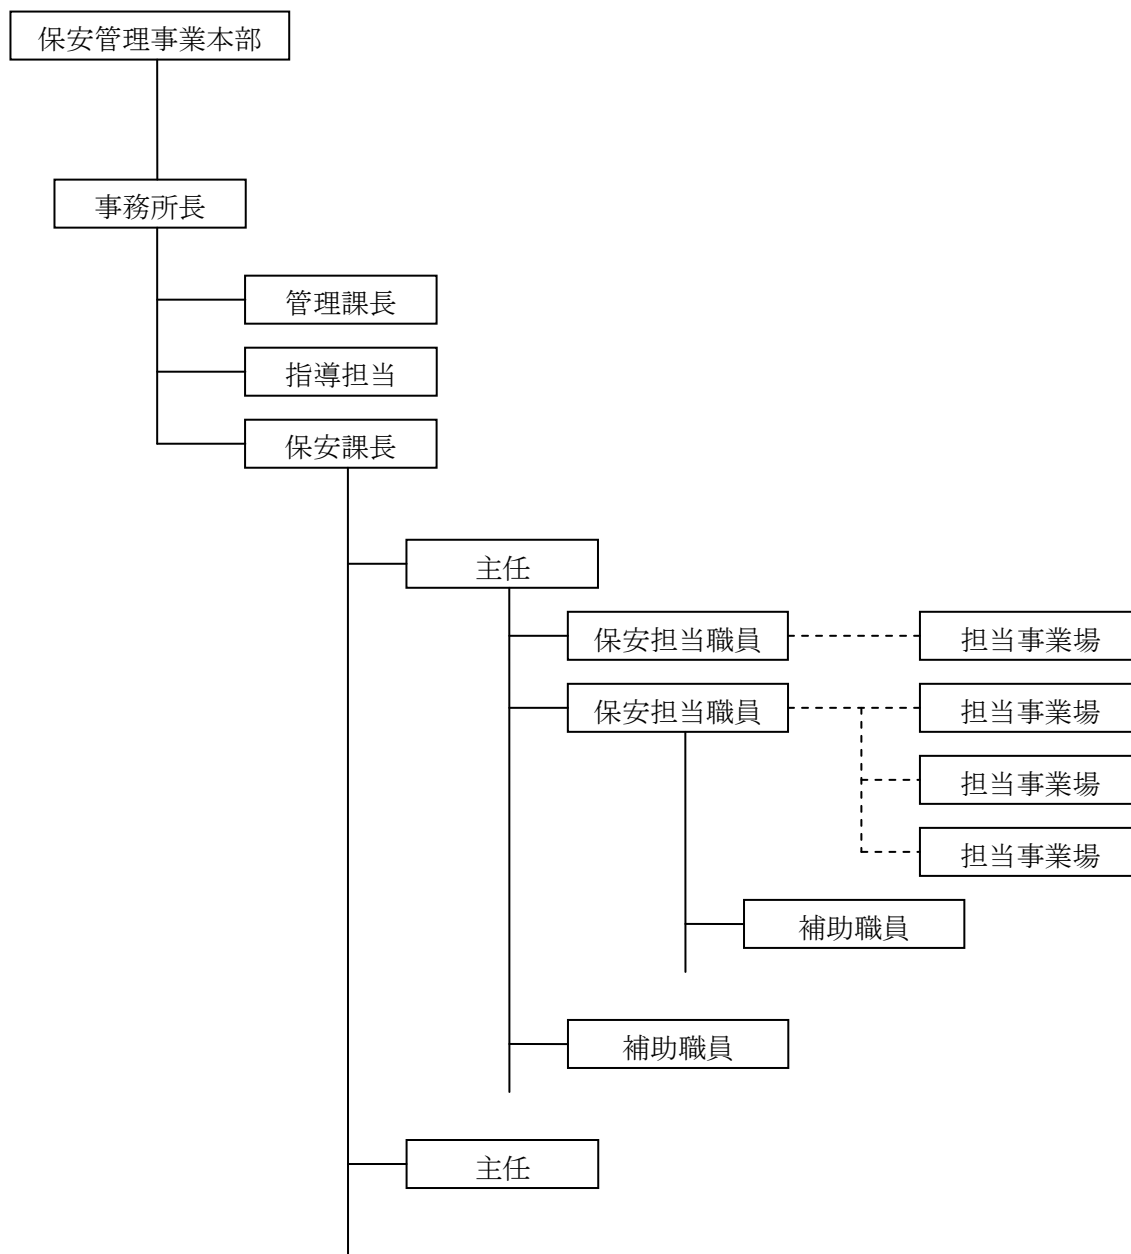 保安管理事業本部
事務所長
管理課長
指導担当
保安課長
主任
保安担当職員
担当事業場
保安担当職員
担当事業場
担当事業場
担当事業場
補助職員
補助職員
主任